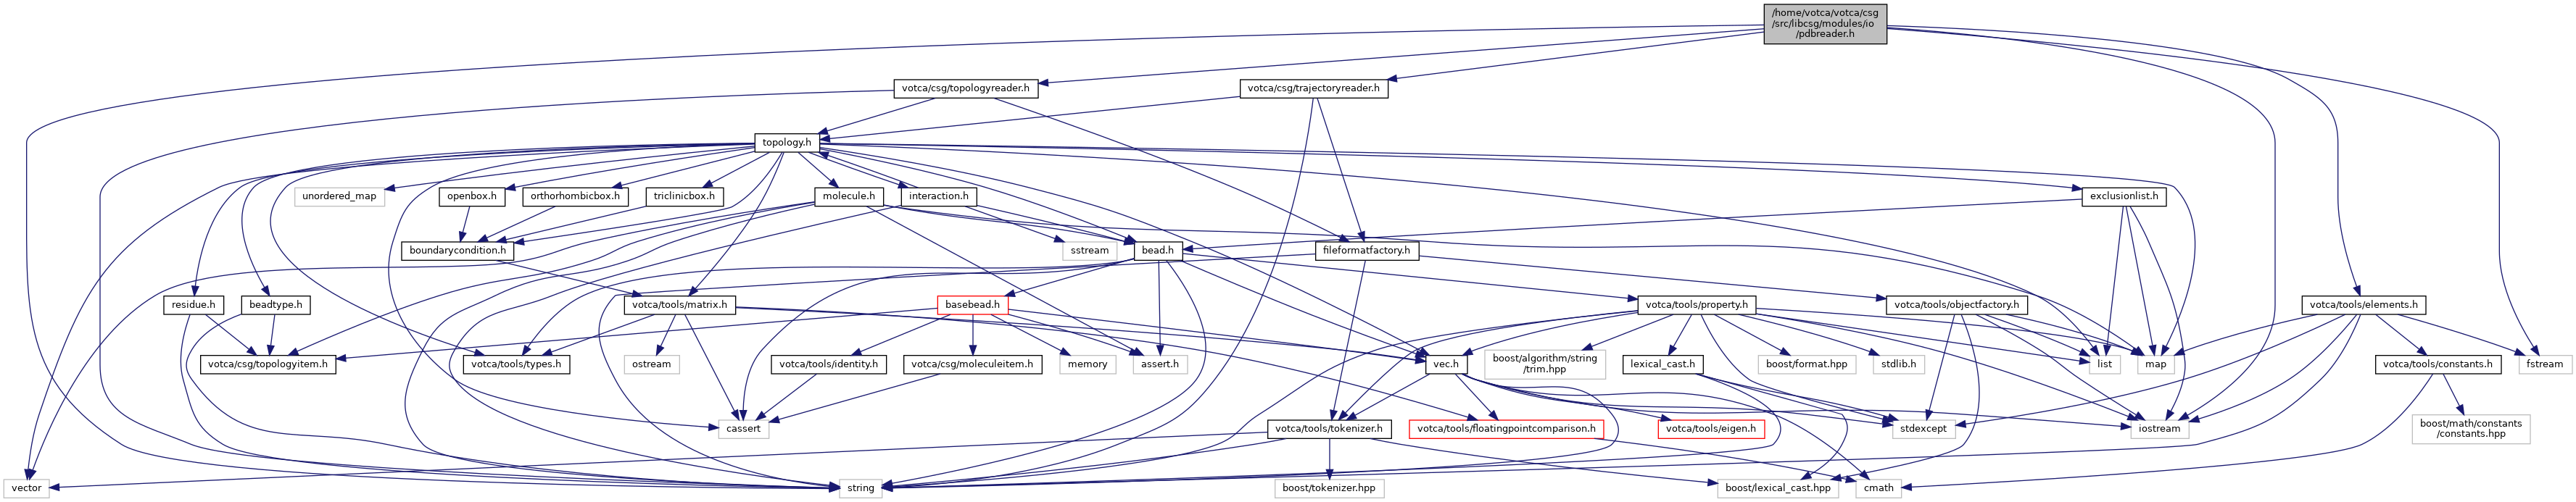 /home/votca/votca/csg
/src/libcsg/modules/io
/pdbreader.h
votca/csg/topologyreader.h
votca/csg/trajectoryreader.h
topology.h
unordered_map
openbox.h
orthorhombicbox.h
triclinicbox.h
molecule.h
interaction.h
exclusionlist.h
boundarycondition.h
sstream
bead.h
fileformatfactory.h
residue.h
beadtype.h
votca/tools/matrix.h
basebead.h
votca/tools/property.h
votca/tools/objectfactory.h
votca/tools/elements.h
votca/csg/topologyitem.h
votca/tools/types.h
ostream
votca/tools/identity.h
votca/csg/moleculeitem.h
memory
assert.h
vec.h
boost/algorithm/string
/trim.hpp
lexical_cast.h
boost/format.hpp
stdlib.h
list
map
votca/tools/constants.h
fstream
cassert
votca/tools/tokenizer.h
votca/tools/floatingpointcomparison.h
votca/tools/eigen.h
stdexcept
iostream
boost/math/constants
/constants.hpp
vector
string
boost/tokenizer.hpp
boost/lexical_cast.hpp
cmath